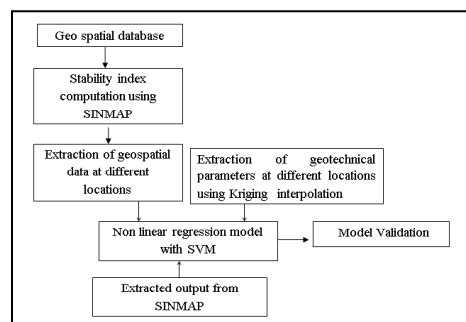 Geo spatial database
Stability index
computation using
SINMAP
Extraction of geospatial
data at different
locations
Extraction of geotechnical
parameters at different locations
using Kriging interpolation
Non linear regression model
with SVM
Model Validation
Extracted output from
SINMAP